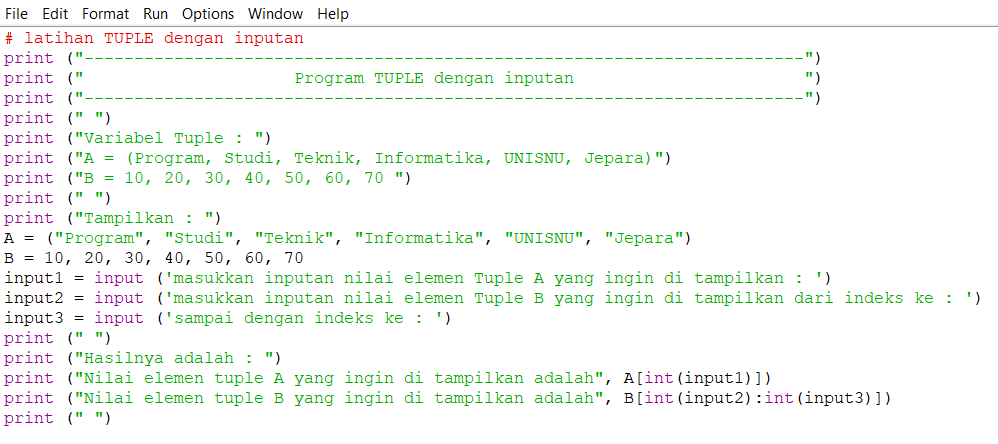 File Edit Format Run Options Window Help
# latihan TUPLE dengan inputan
print ("------------------------------------------------------------------------")
print ("                     Program TUPLE dengan inputan                       ")
print ("------------------------------------------------------------------------")
print (" ")
print ("Variabel Tuple : ")
print ("A = (Program, Studi, Teknik, Informatika, UNISNU, Jepara)")
print ("B = 10, 20, 30, 40, 50, 60, 70 ")
print (" ")
print ("Tampilkan : ")
A = ("Program", "Studi", "Teknik", "Informatika", "UNISNU", "Jepara")
B = 10, 20, 30, 40, 50, 60, 70
input1 = input ('masukkan inputan nilai elemen Tuple A yang ingin di tampilkan : ')
input2 = input ('masukkan inputan nilai elemen Tuple B yang ingin di tampilkan dari indeks ke : ')
input3 = input ('sampai dengan indeks ke : ')
print (" ")
print ("Hasilnya adalah : ")
print ("Nilai elemen tuple A yang ingin di tampilkan adalah", A[int(input1)])
print ("Nilai elemen tuple B yang ingin di tampilkan adalah", B[int(input2):int(input3)])
print (" ")